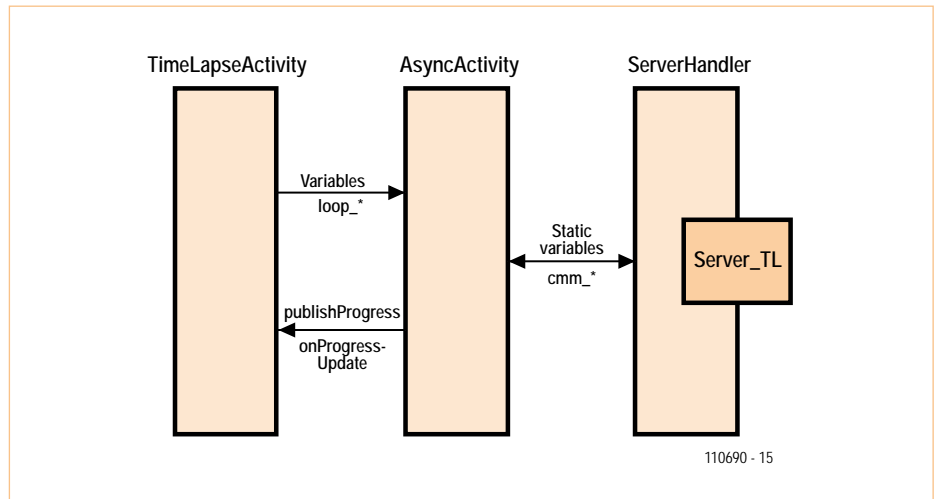 TimeLapseActivity
AsyncActivity
ServerHandler
Variables
loop_*
Static
variables
cmm_*
Server_TL
publishProgress
onProgress-
Update
110690 - 15